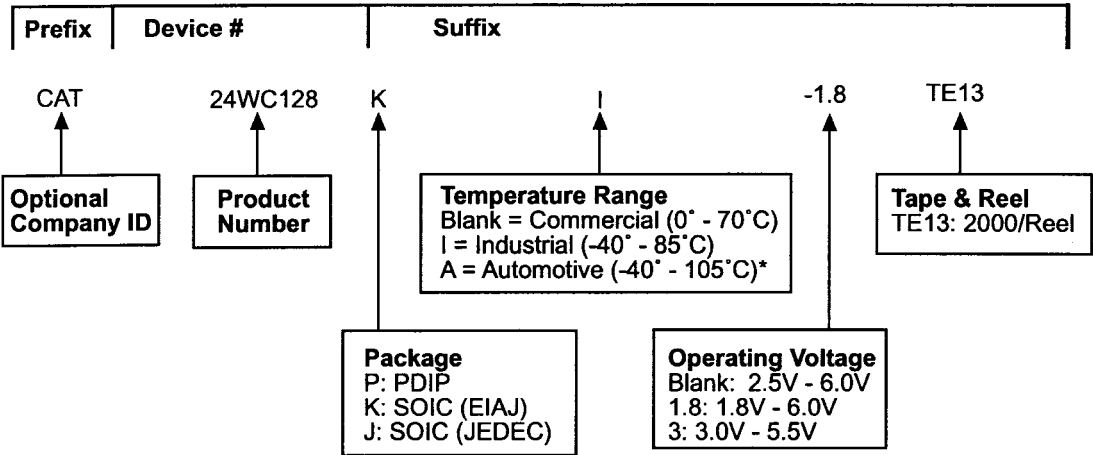 Prefix Device # Suffix
CAT 24WC128 K I -1.8 TE13
Optional
Company ID
Product
Number
Temperature Range
Blank = Commercial (0˚ - 70˚C)
I = Industrial (-40˚ - 85˚C)
A = Automotive (-40˚ - 105˚C)*
Tape & Reel
TE13: 2000/Reel
Package
P: PDIP
K: SOIC (EIAJ)
J: SOIC (JEDEC)
Operating Voltage
Blank: 2.5V - 6.0V
1.8: 1.8V - 6.0V
3: 3.0V - 5.5V